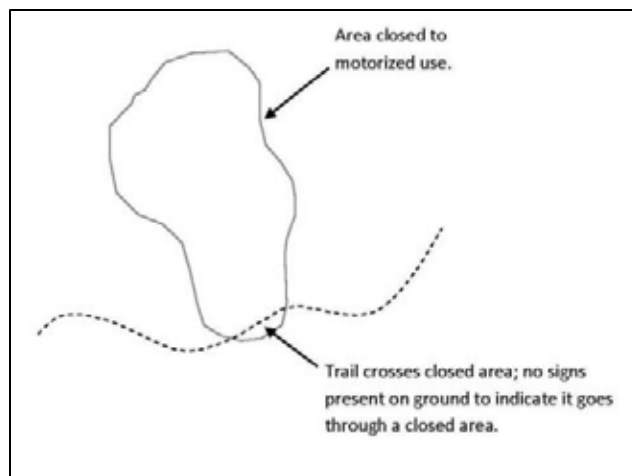 Area closed to
motorized use.
Trail crosses closed area; no signs
present on ground to indicate it goes
through a closed area.